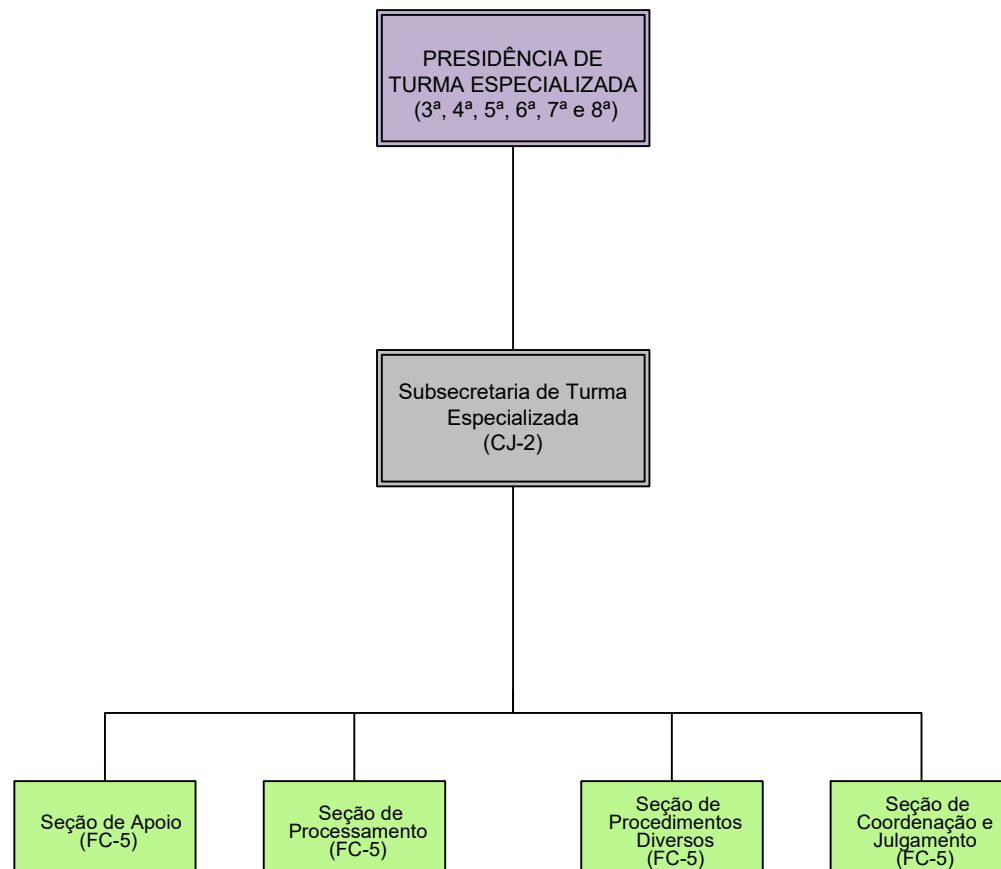 PRESIDÊNCIA DE
TURMA ESPECIALIZADA
(3ª, 4ª, 5ª, 6ª, 7ª e 8ª)
Subsecretaria de Turma
Especializada
(CJ-2)
Seção de Apoio
(FC-5)
Seção de
Processamento
(FC-5)
Seção de
Procedimentos
Diversos
(FC-5)
Seção de
Coordenação e
Julgamento
(FC-5)